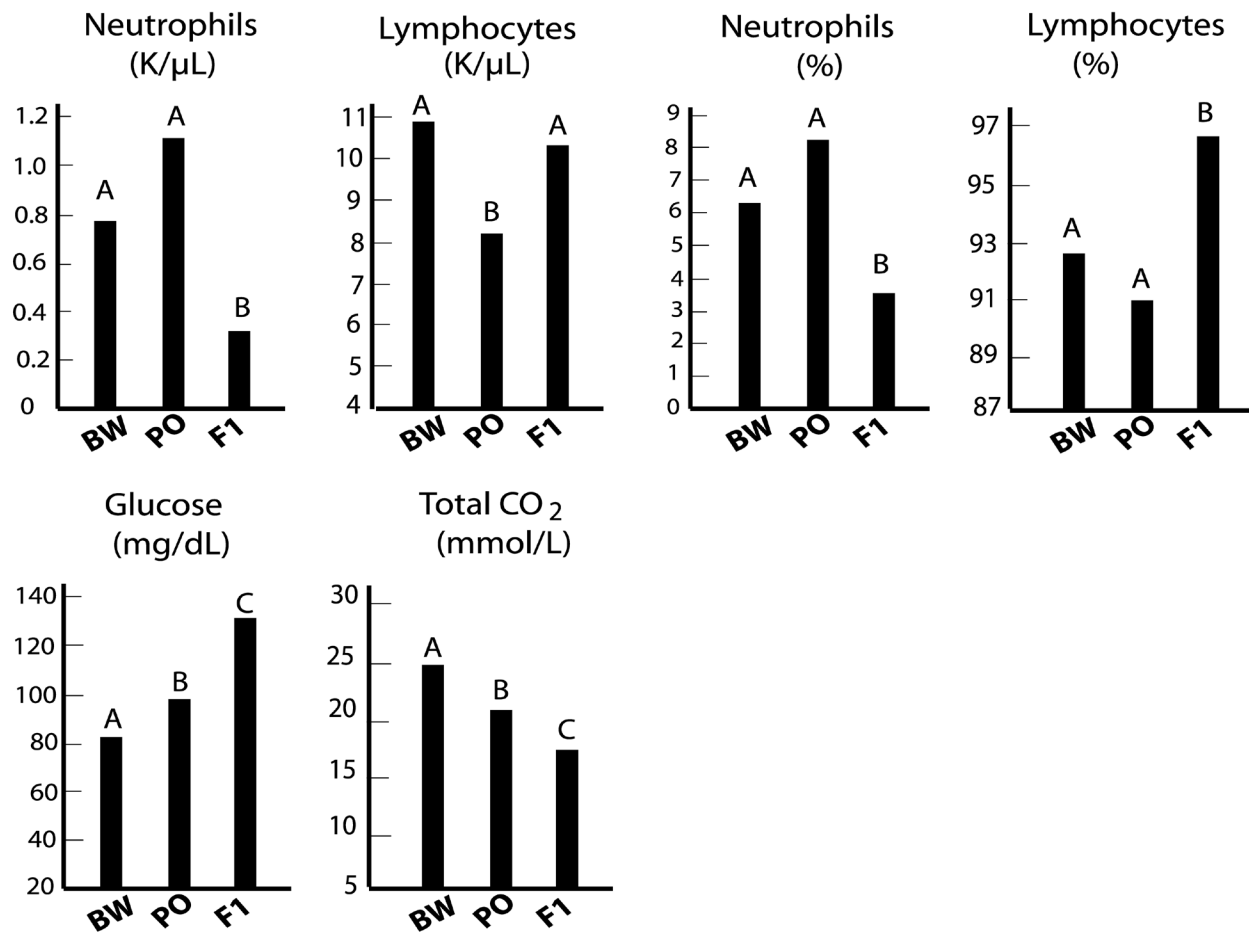 Neutrophils
(K/µL)
1.2
1.0
0.8
0.6
0.4
0.2
0
A
A
B
BW PO F1
Lymphocytes
(K/µL)
11
10
9
8
7
6
5
4
A
B
A
BW PO F1
Neutrophils
(%)
9
8
7
6
5
4
3
2
1
0
A
A
B
BW PO F1
Lymphocytes
(%)
97
95
93
91
89
87
A
A
B
BW PO F1
Glucose
(mg/dL)
140
120
100
80
60
40
20
A
B
C
BW PO F1
Total CO 2
(mmol/L)
30
25
20
15
10
5
A
B
C
BW PO F1